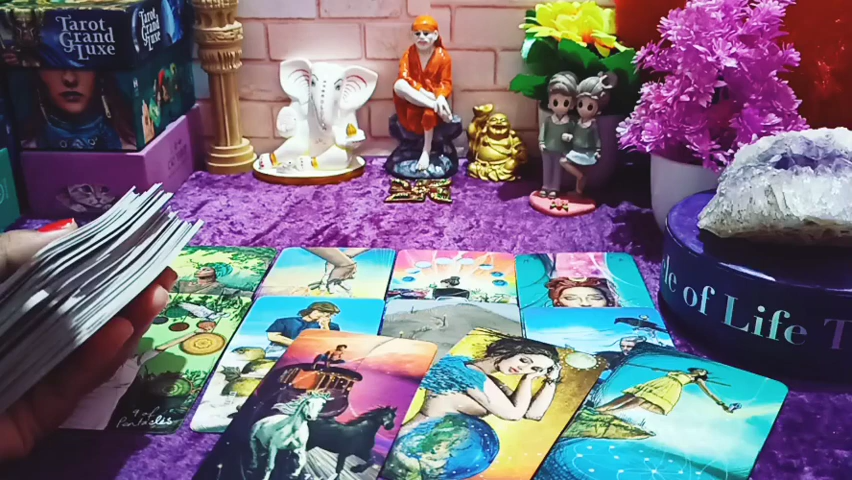 Tarot
Grand
Luxe
Tarot
Grand
Luxe
le of Life T
Pentacles